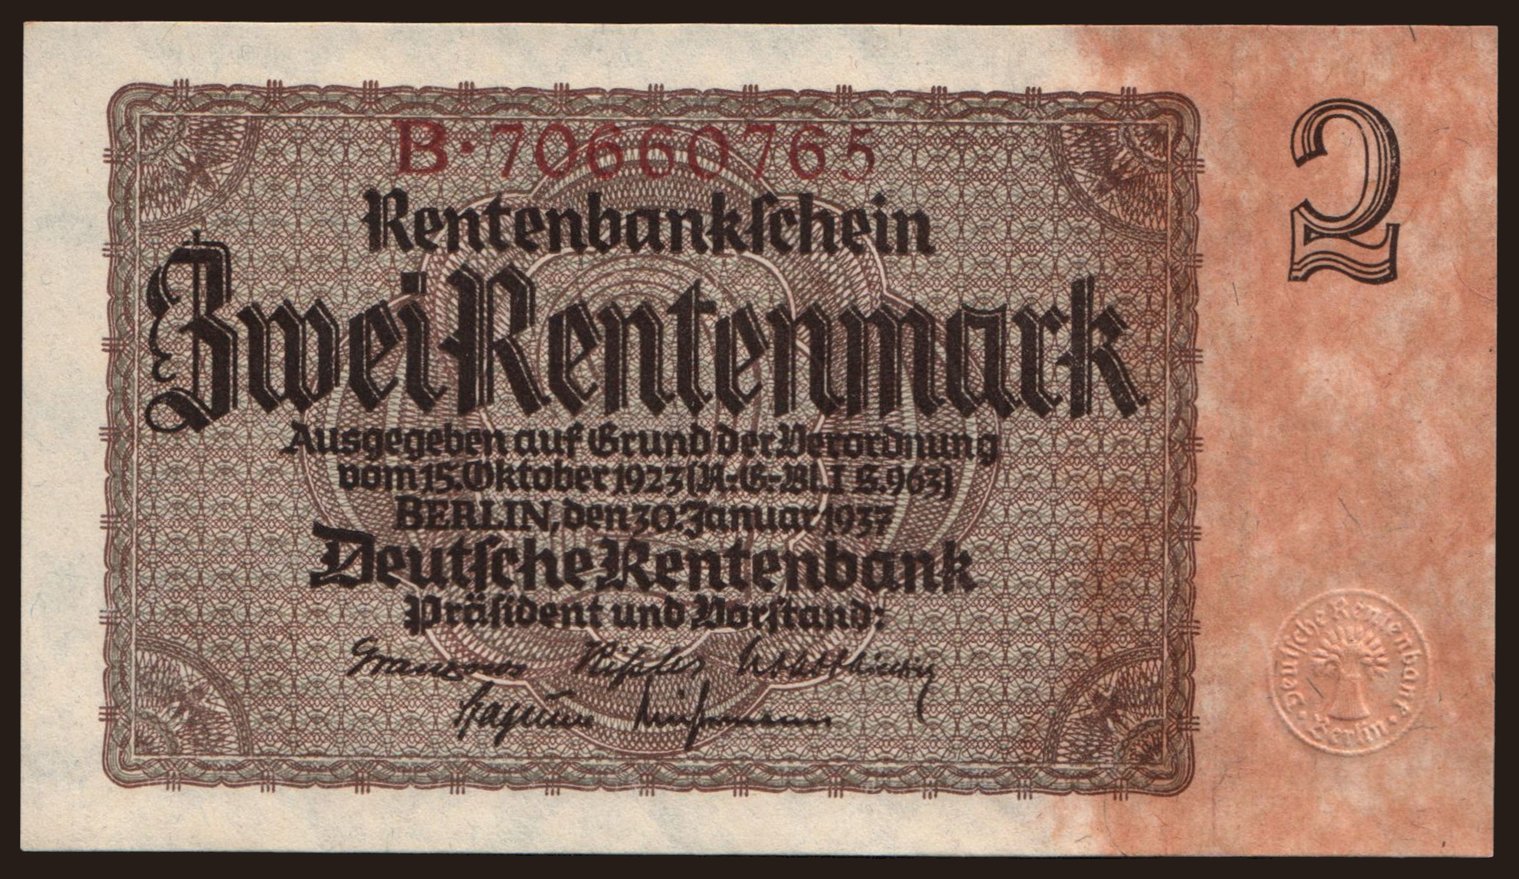 B·70660765
2
Rentenbankſchein
Zwei Rentenmark
Ausgegeben auf Grund der Verordnung
vom 15. Oktober 1923 (R.-G.-Bl. I S. 963)
BERLIN, den 30. Januar 1937
Deutſche Rentenbank
Präſident und Vorſtand:
Deutſche Rentenbank · Berlin ·